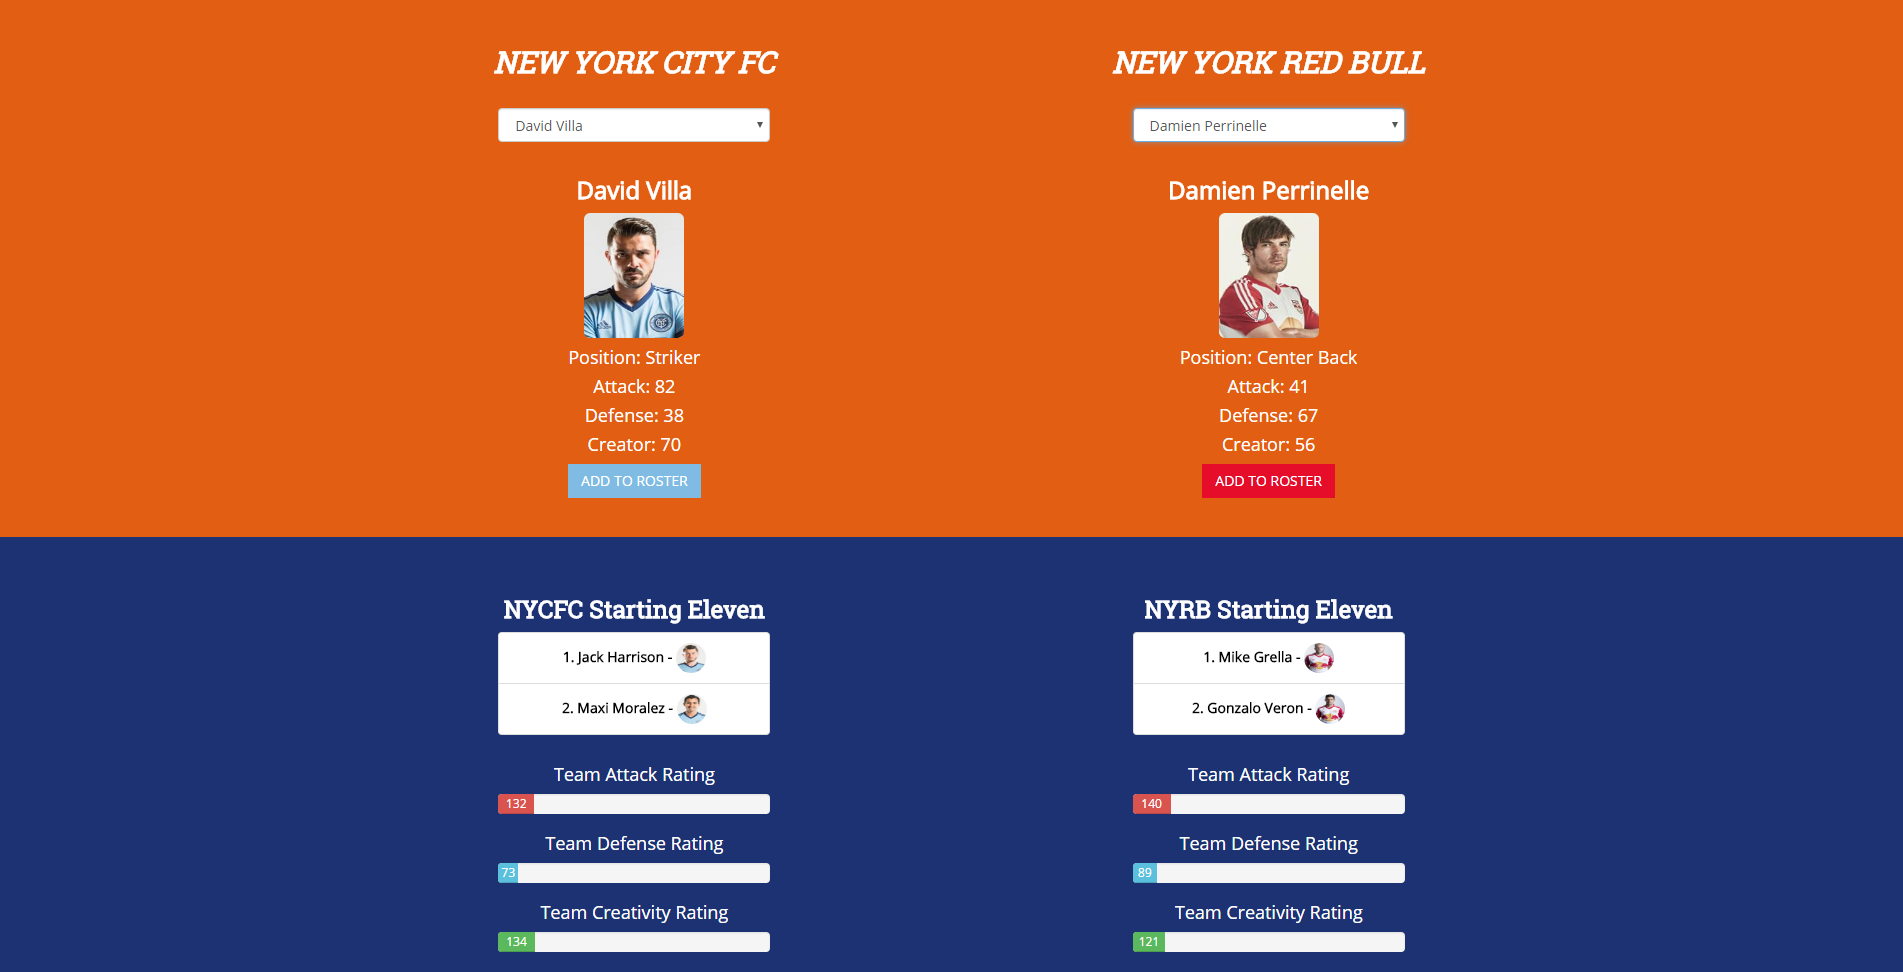 NEW YORK CITY FC
David Villa
David Villa
Position: Striker
Attack: 82
Defense: 38
Creator: 70
ADD TO ROSTER
NEW YORK RED BULL
Damien Perrinelle
Damien Perrinelle
Position: Center Back
Attack: 41
Defense: 67
Creator: 56
ADD TO ROSTER
NYCFC Starting Eleven
1. Jack Harrison -
2. Maxi Moralez -
Team Attack Rating
132
Team Defense Rating
73
Team Creativity Rating
134
NYRB Starting Eleven
1. Mike Grella -
2. Gonzalo Veron -
Team Attack Rating
140
Team Defense Rating
89
Team Creativity Rating
121